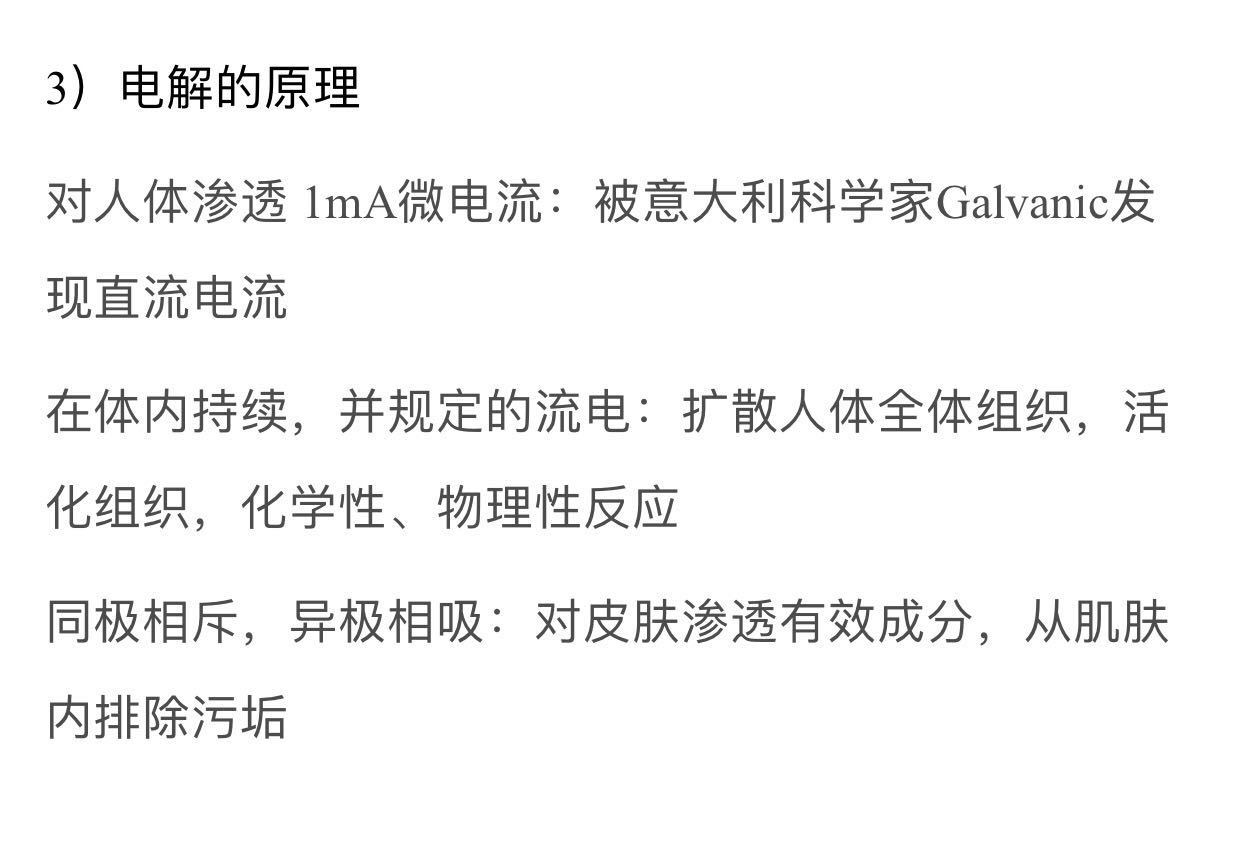 3）电解的原理
对人体渗透 1mA微电流：被意大利科学家Galvanic发
现直流电流
在体内持续，并规定的流电：扩散人体全体组织，活
化组织，化学性、物理性反应
同极相斥，异极相吸：对皮肤渗透有效成分，从肌肤
内排除污垢